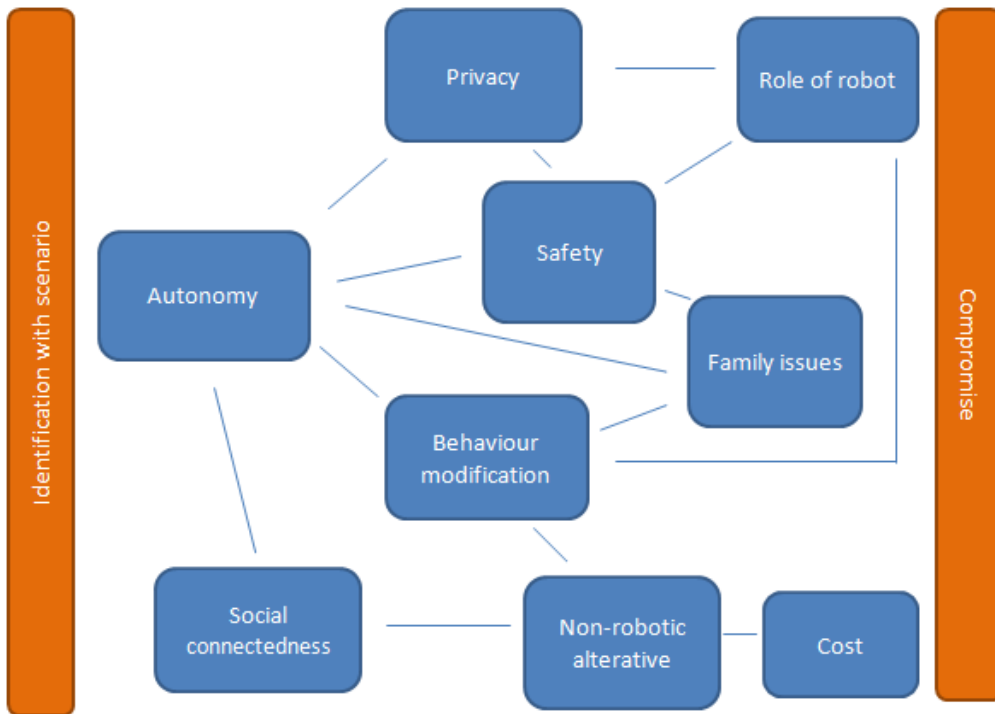 Identification with scenario
Privacy
Role of robot
Safety
Autonomy
Family issues
Behaviour
modification
Social
connectedness
Non-robotic
alterative
Cost
Compromise